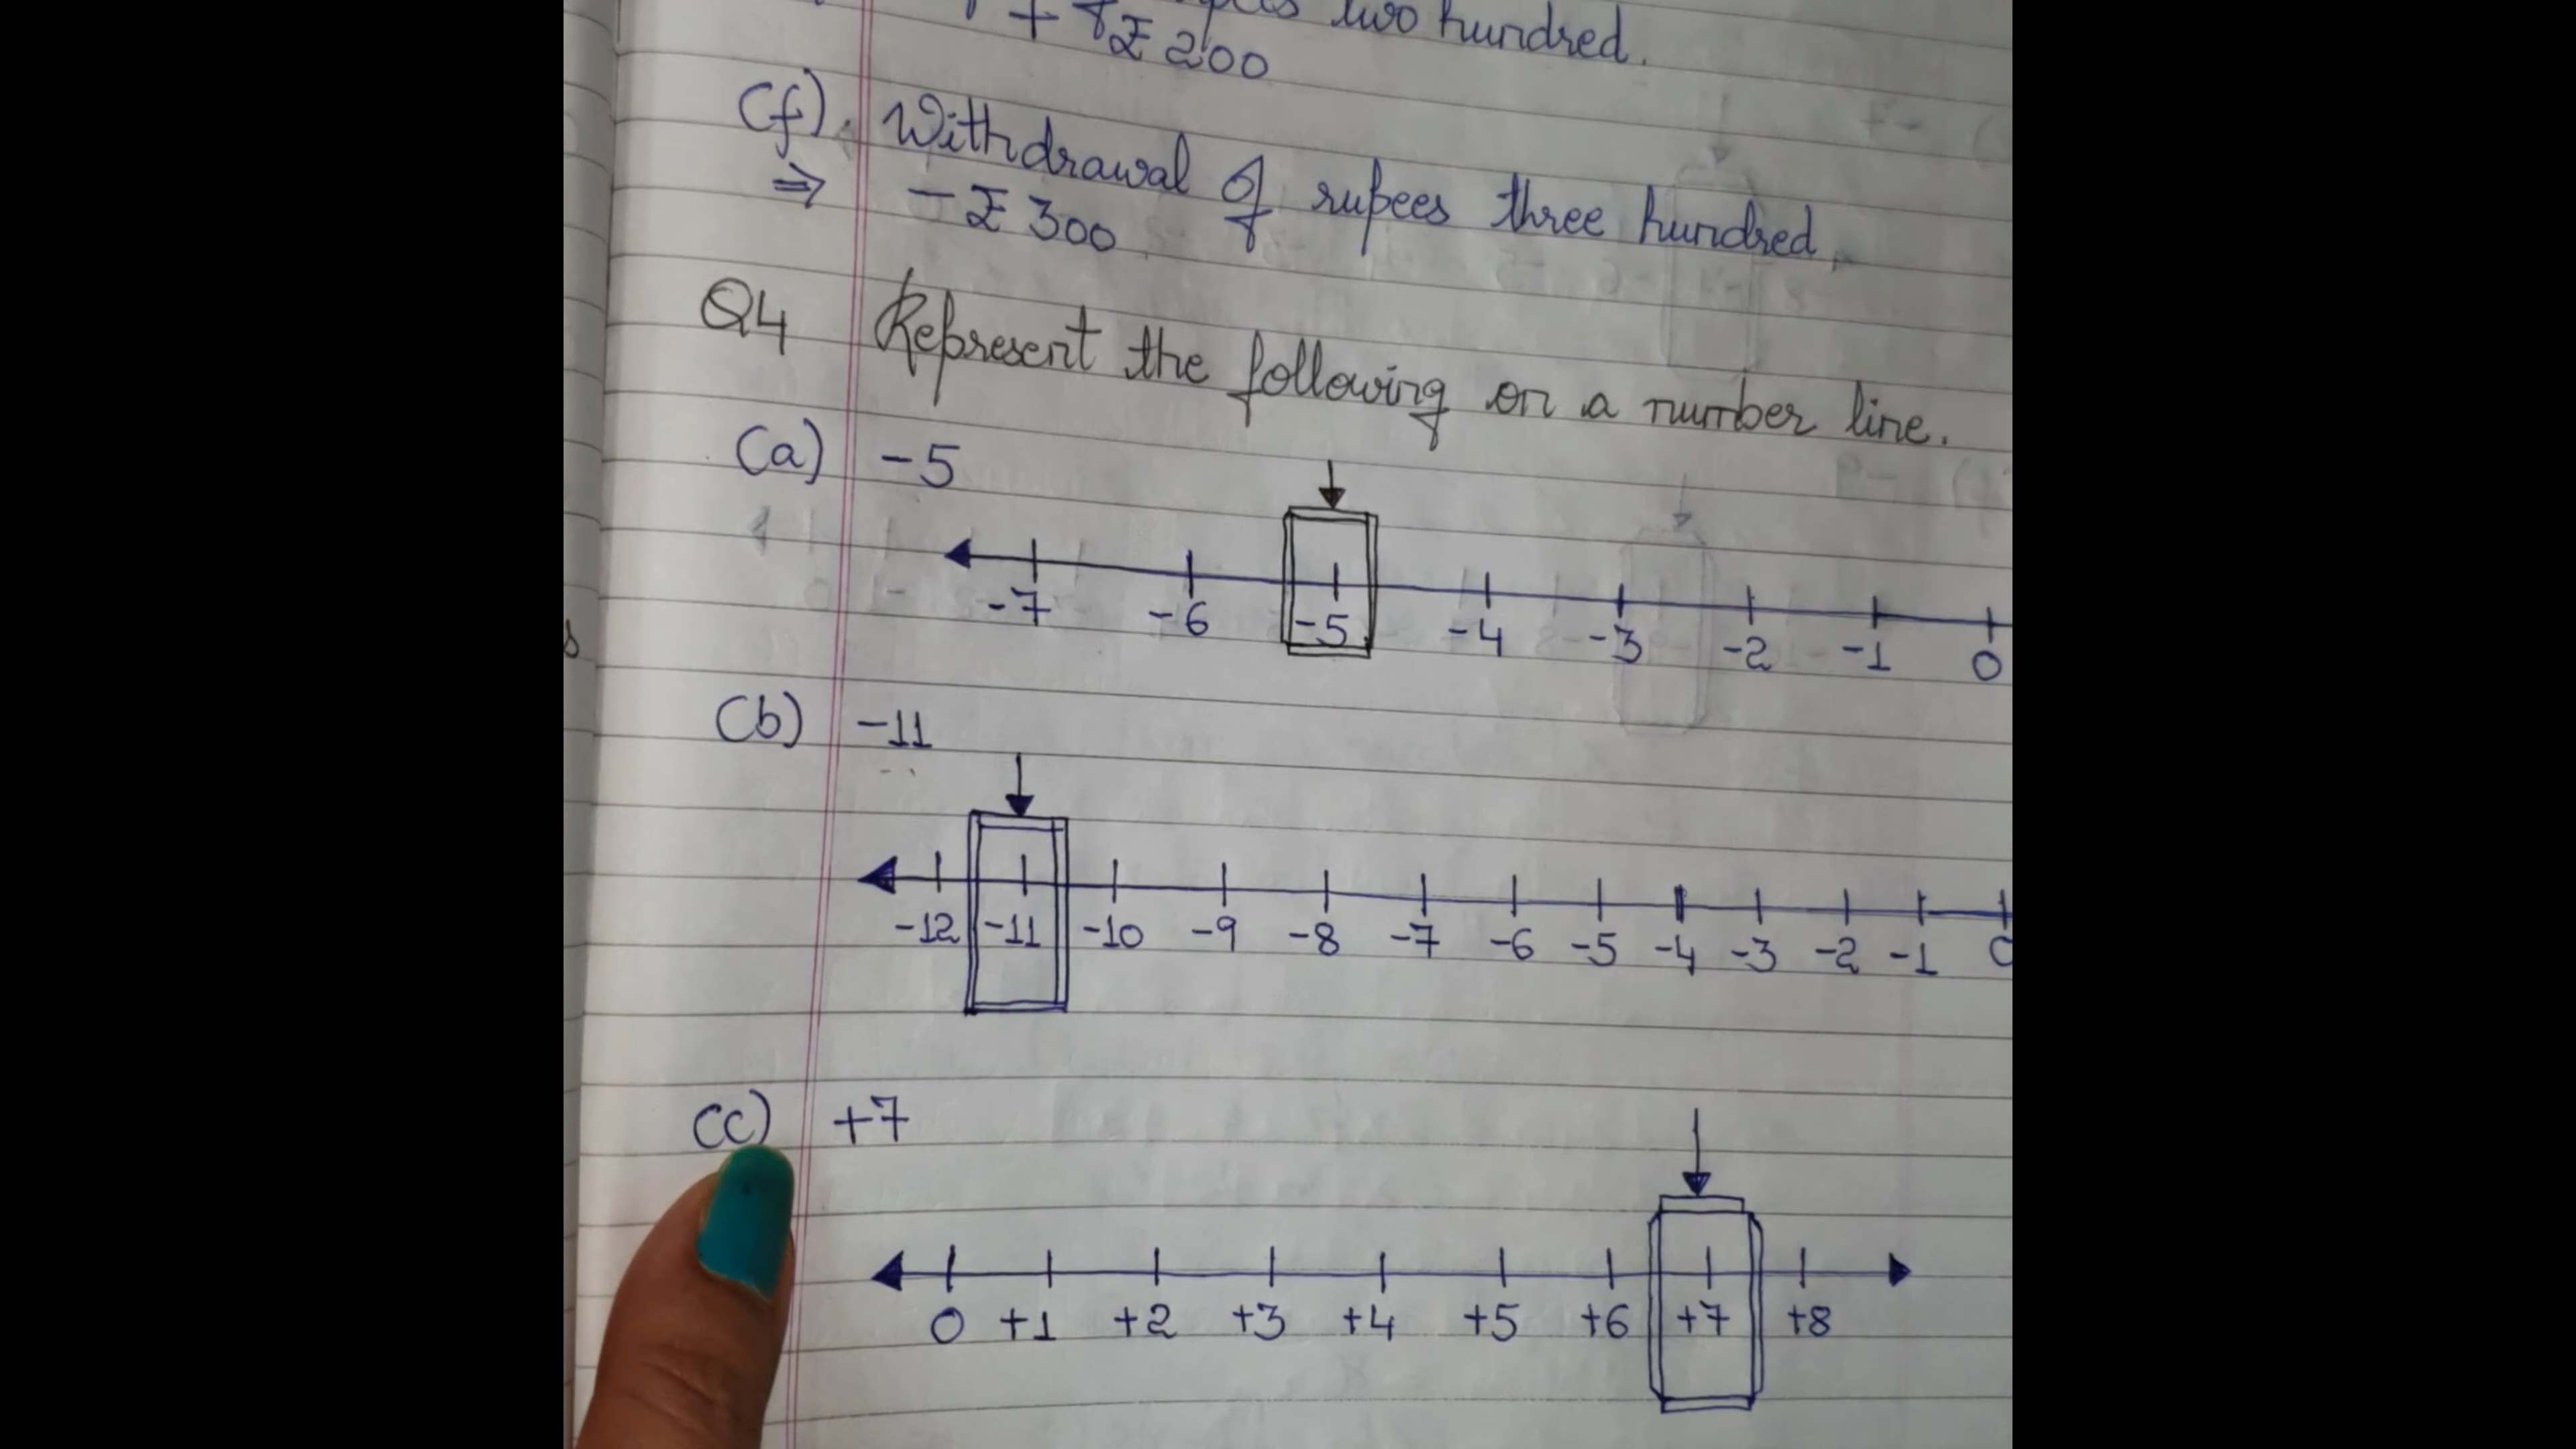 two hundred.
+ ₹ 200
(f). Withdrawal of rupees three hundred.
⇒ - ₹ 300
Q4 Represent the following on a number line.
(a) -5
-7 -6 -5 -4 -3 -2 -1 0
(b) -11
-12 -11 -10 -9 -8 -7 -6 -5 -4 -3 -2 -1 0
(c) +7
0 +1 +2 +3 +4 +5 +6 +7 +8